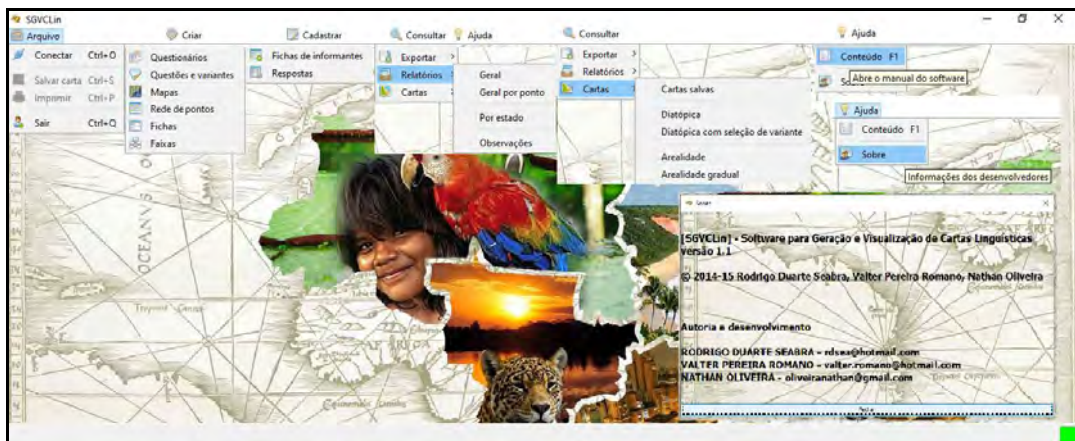 SGVCLin
Arquivo
Criar
Cadastrar
Consultar
Ajuda
Consultar
Ajuda
Conectar Ctrl+O
Salvar carta Ctrl+S
Imprimir Ctrl+P
Sair Ctrl+Q
Questionários
Questões e variantes
Mapas
Rede de pontos
Fichas
Faixas
Fichas de informantes
Respostas
Exportar >
Relatórios >
Cartas >
Geral
Geral por ponto
Por estado
Observações
Exportar >
Relatórios >
Cartas
Cartas salvas
Diatópica
Diatópica com seleção de variante
Arealidade
Arealidade gradual
Conteúdo F1
Abre o manual do software
Ajuda
Conteúdo F1
Sobre
Informações dos desenvolvedores
[SGVCLin] - Software para Geração e Visualização de Cartas Linguísticas
versão 1.1
© 2014-15 Rodrigo Duarte Seabra, Valter Pereira Romano, Nathan Oliveira
Autoria e desenvolvimento
RODRIGO DUARTE SEABRA - rdsea@hotmail.com
VALTER PEREIRA ROMANO - valter.romano@hotmail.com
NATHAN OLIVEIRA - oliveiranathan@gmail.com
OCEANVS